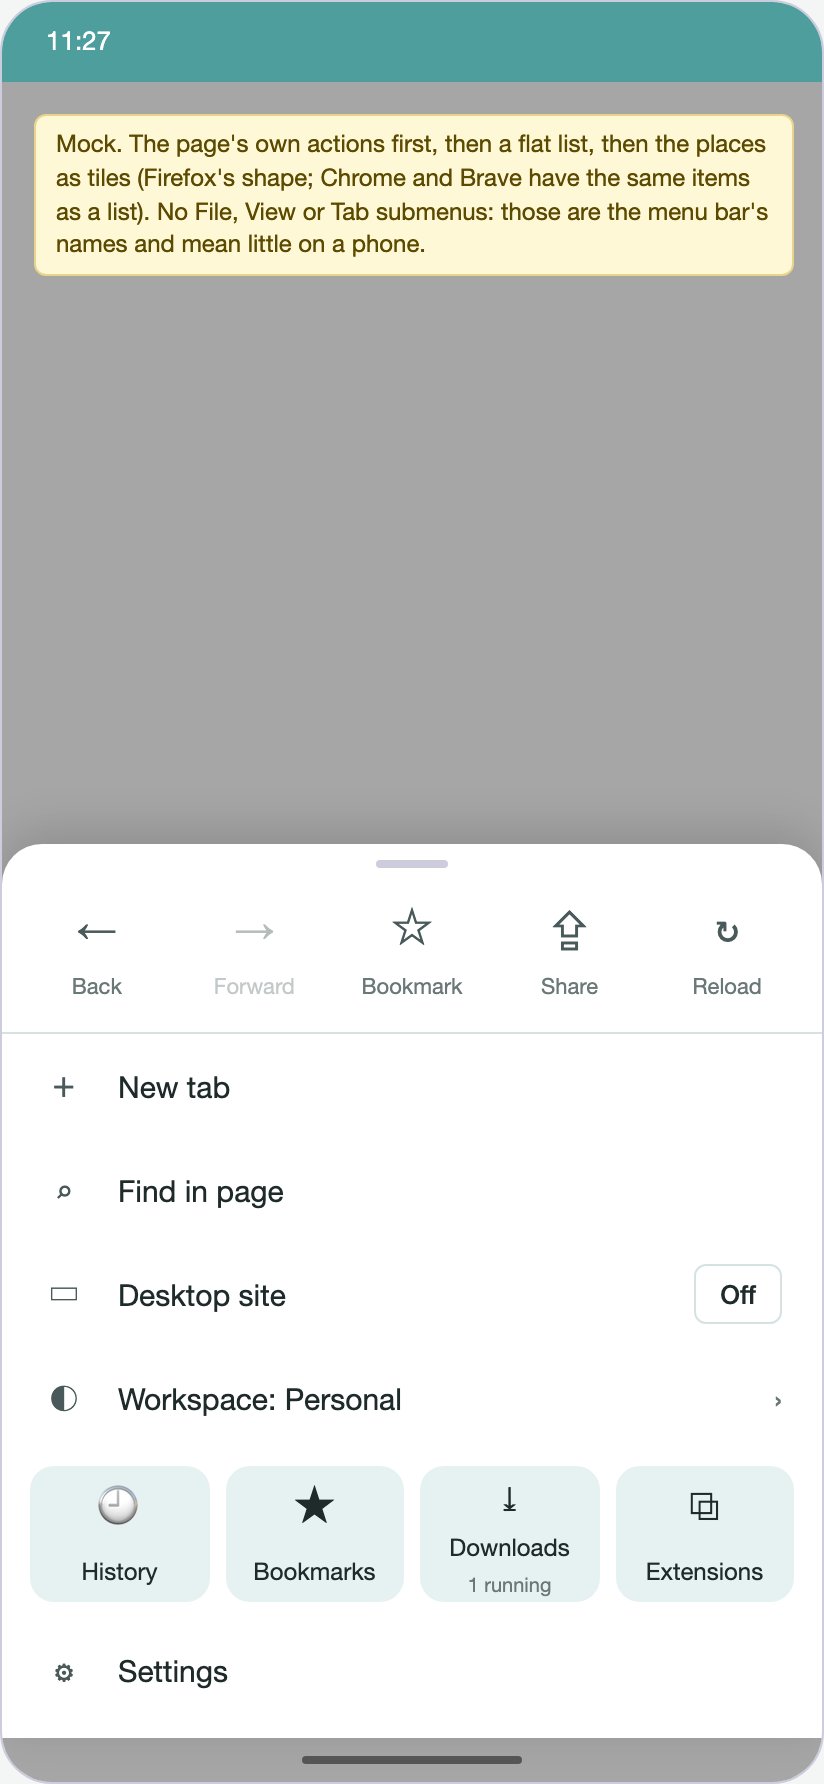 11:27
Mock. The page's own actions first, then a flat list, then the places
as tiles (Firefox's shape; Chrome and Brave have the same items
as a list). No File, View or Tab submenus: those are the menu bar's
names and mean little on a phone.
Back
Forward
Bookmark
Share
Reload
New tab
Find in page
Desktop site
Off
Workspace: Personal
History
Bookmarks
Downloads
1 running
Extensions
Settings